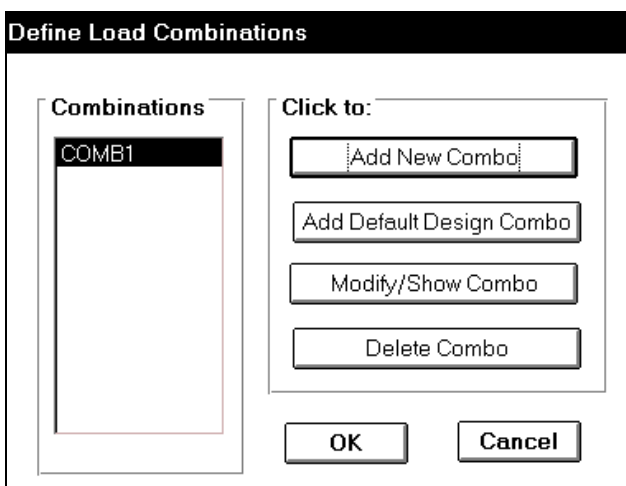 Define Load Combinations
Combinations
COMB1
Click to:
Add New Combo
Add Default Design Combo
Modify/Show Combo
Delete Combo
OK
Cancel